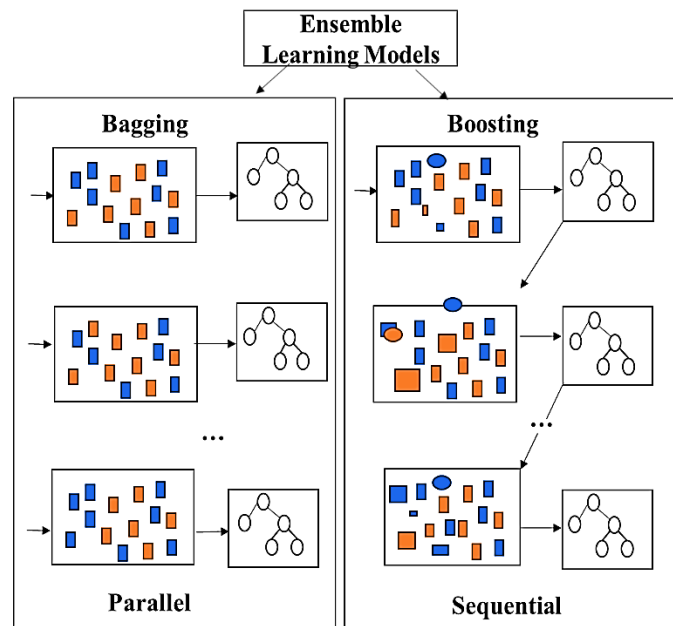 Ensemble
Learning Models
Bagging
...
Parallel
Boosting
...
Sequential